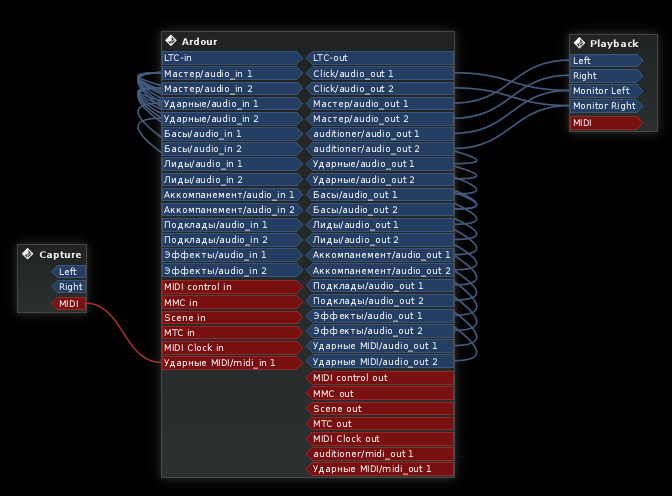 Ardour
LTC-in
Мастер/audio_in 1
Мастер/audio_in 2
Ударные/audio_in 1
Ударные/audio_in 2
Басы/audio_in 1
Басы/audio_in 2
Лиды/audio_in 1
Лиды/audio_in 2
Аккомпанемент/audio_in 1
Аккомпанемент/audio_in 2
Подклады/audio_in 1
Подклады/audio_in 2
Эффекты/audio_in 1
Эффекты/audio_in 2
MIDI control in
MMC in
Scene in
MTC in
MIDI Clock in
Ударные MIDI/midi_in 1
LTC-out
Click/audio_out 1
Click/audio_out 2
Мастер/audio_out 1
Мастер/audio_out 2
auditioner/audio_out 1
auditioner/audio_out 2
Ударные/audio_out 1
Ударные/audio_out 2
Басы/audio_out 1
Басы/audio_out 2
Лиды/audio_out 1
Лиды/audio_out 2
Аккомпанемент/audio_out 1
Аккомпанемент/audio_out 2
Подклады/audio_out 1
Подклады/audio_out 2
Эффекты/audio_out 1
Эффекты/audio_out 2
Ударные MIDI/audio_out 1
Ударные MIDI/audio_out 2
MIDI control out
MMC out
Scene out
MTC out
MIDI Clock out
auditioner/midi_out 1
Ударные MIDI/midi_out 1
Playback
Left
Right
Monitor Left
Monitor Right
MIDI
Capture
Left
Right
MIDI